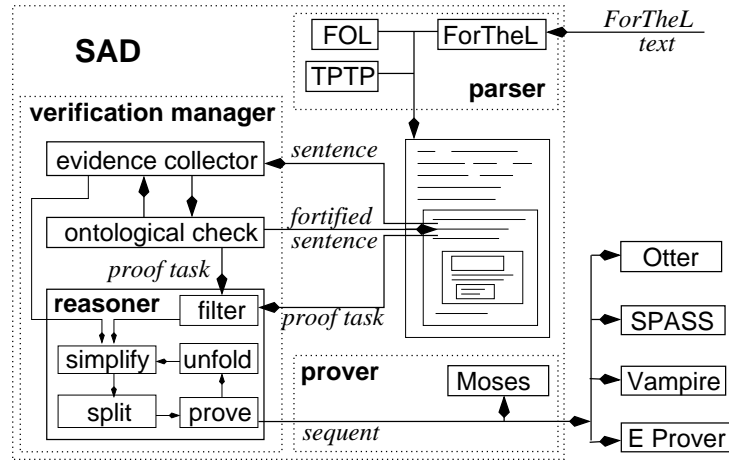 SAD
FOL
ForTheL
ForTheL
text
TPTP
parser
verification manager
evidence collector
sentence
ontological check
fortified
sentence
proof task
reasoner
filter
proof task
simplify
unfold
split
prove
prover
Moses
sequent
Otter
SPASS
Vampire
E Prover